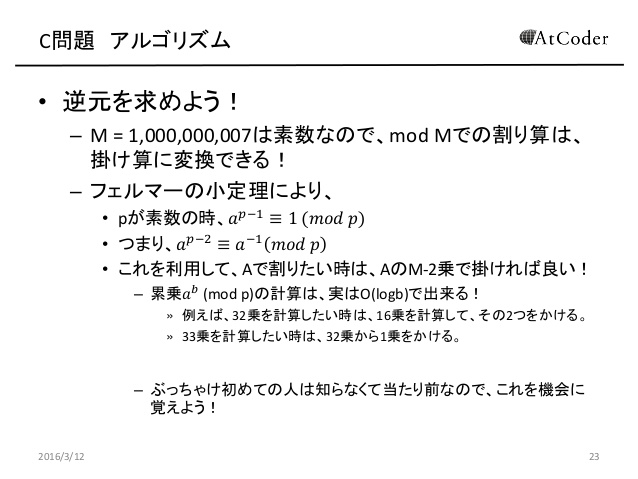 C問題　アルゴリズム
AtCoder
• 逆元を求めよう！
– M = 1,000,000,007は素数なので、mod Mでの割り算は、
掛け算に変換できる！
– フェルマーの小定理により、
• pが素数の時、𝑎^{𝑝−1} ≡ 1 (𝑚𝑜𝑑 𝑝)
• つまり、𝑎^{𝑝−2} ≡ 𝑎^{−1}(𝑚𝑜𝑑 𝑝)
• これを利用して、Aで割りたい時は、AのM-2乗で掛ければ良い！
– 累乗𝑎^𝑏 (mod p)の計算は、実はO(logb)で出来る！
» 例えば、32乗を計算したい時は、16乗を計算して、その2つをかける。
» 33乗を計算したい時は、32乗から1乗をかける。
– ぶっちゃけ初めての人は知らなくて当たり前なので、これを機会に
覚えよう！
2016/3/12
23